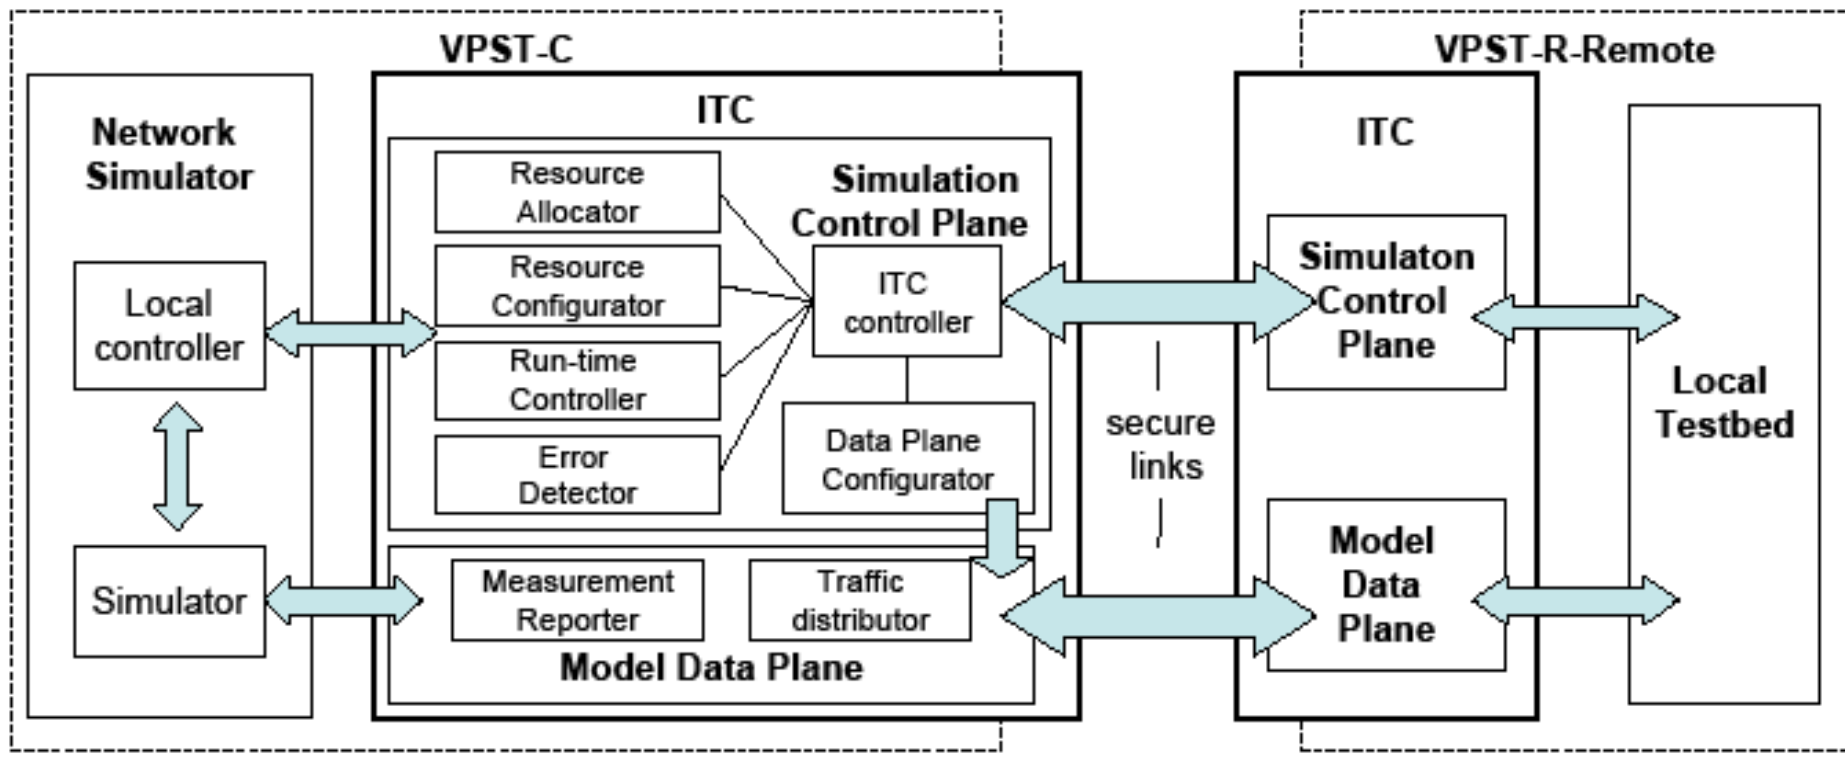 VPST-C
Network
Simulator
Local
controller
Simulator
ITC
Resource
Allocator
Resource
Configurator
Run-time
Controller
Error
Detector
Simulation
Control Plane
ITC
controller
Data Plane
Configurator
Measurement
Reporter
Traffic
distributor
Model Data Plane
secure
links
VPST-R-Remote
ITC
Simulaton
Control
Plane
Model
Data
Plane
Local
Testbed